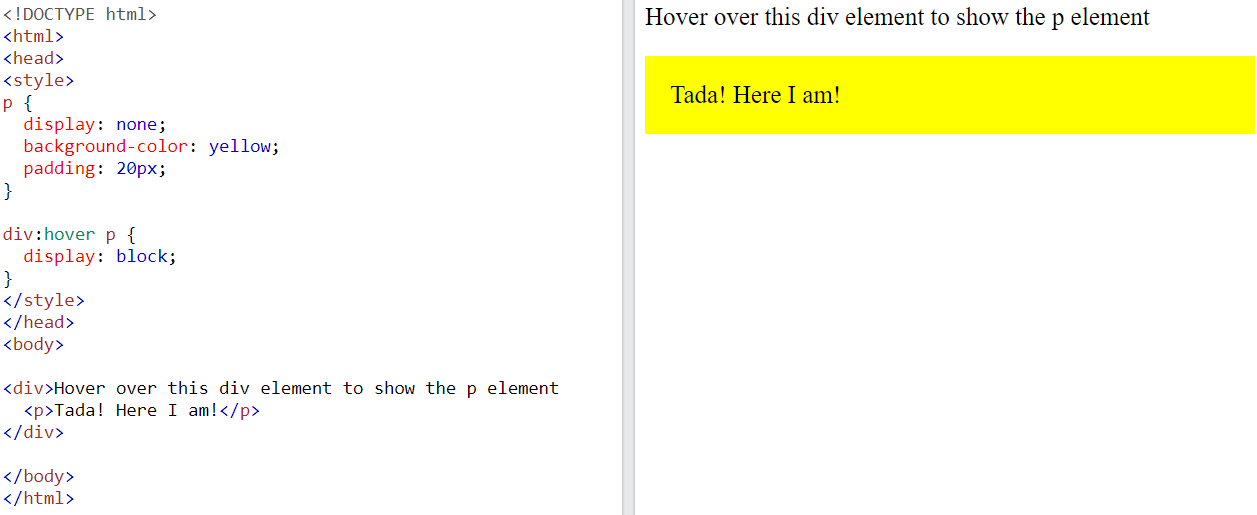 <!DOCTYPE html>
<html>
<head>
<style>
p {
  display: none;
  background-color: yellow;
  padding: 20px;
}

div:hover p {
  display: block;
}
</style>
</head>
<body>

<div>Hover over this div element to show the p element
  <p>Tada! Here I am!</p>
</div>

</body>
</html>
Hover over this div element to show the p element
Tada! Here I am!